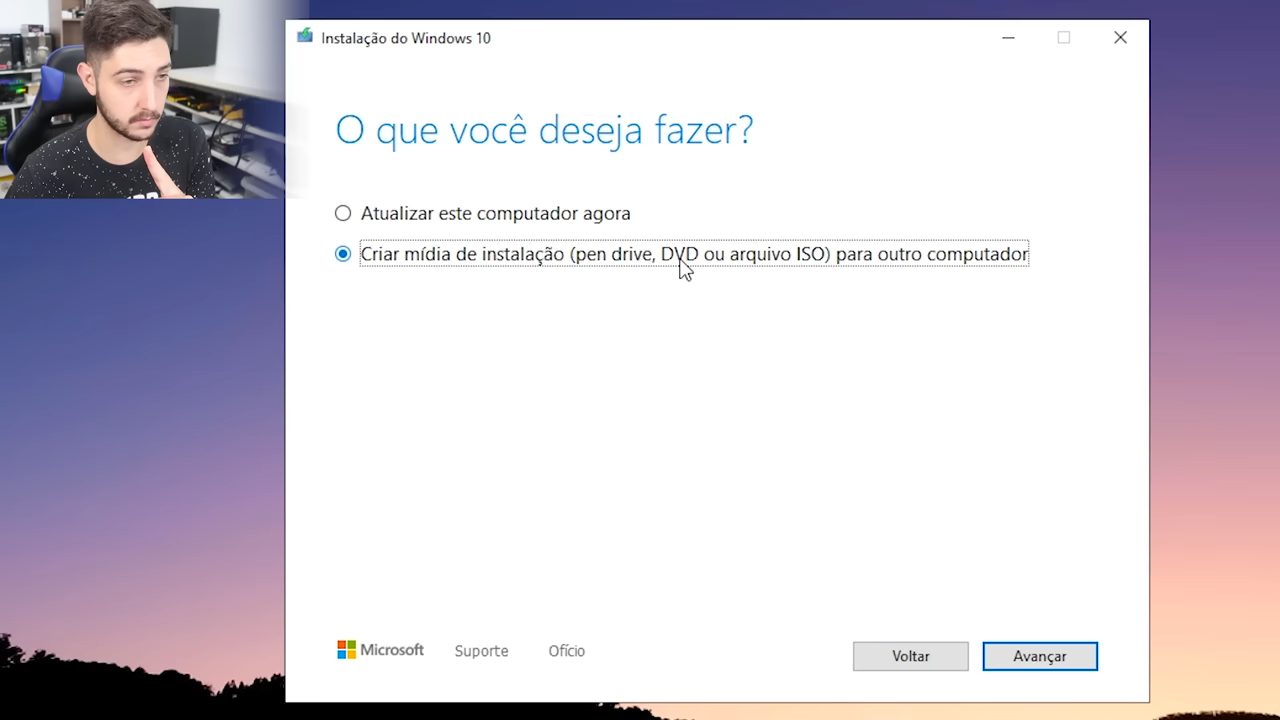 Instalação do Windows 10
O que você deseja fazer?
Atualizar este computador agora
Criar mídia de instalação (pen drive, DVD ou arquivo ISO) para outro computador
Microsoft Suporte Ofício
Voltar Avançar